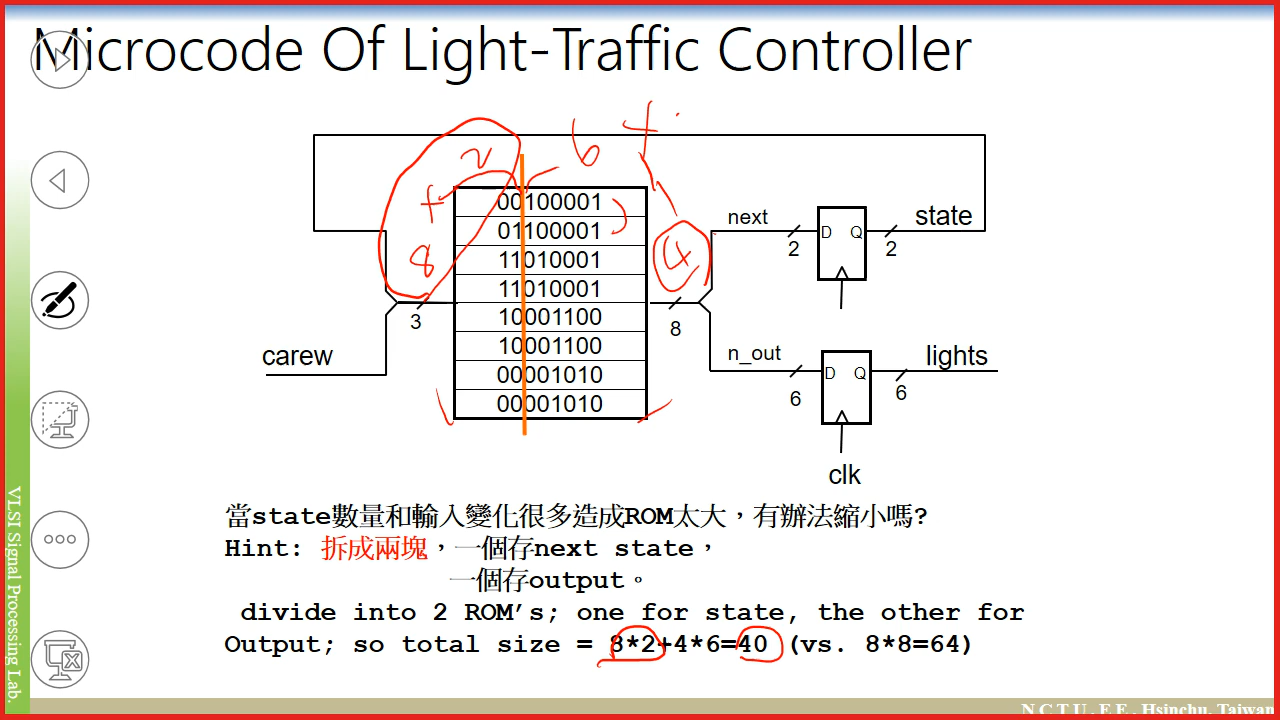 Microcode Of Light-Traffic Controller
2
6 4
+
8
4
00100001
01100001
11010001
11010001
10001100
10001100
00001010
00001010
3
carew
8
next
2
D Q
2
state
n_out
6
D Q
6
lights
clk
當state數量和輸入變化很多造成ROM太大，有辦法縮小嗎?
Hint: 拆成兩塊，一個存next state，
一個存output。
divide into 2 ROM's; one for state, the other for
Output; so total size = 8*2+4*6=40 (vs. 8*8=64)
VLSI Signal Processing Lab.
N C T U . E E , Hsinchu, Taiwan